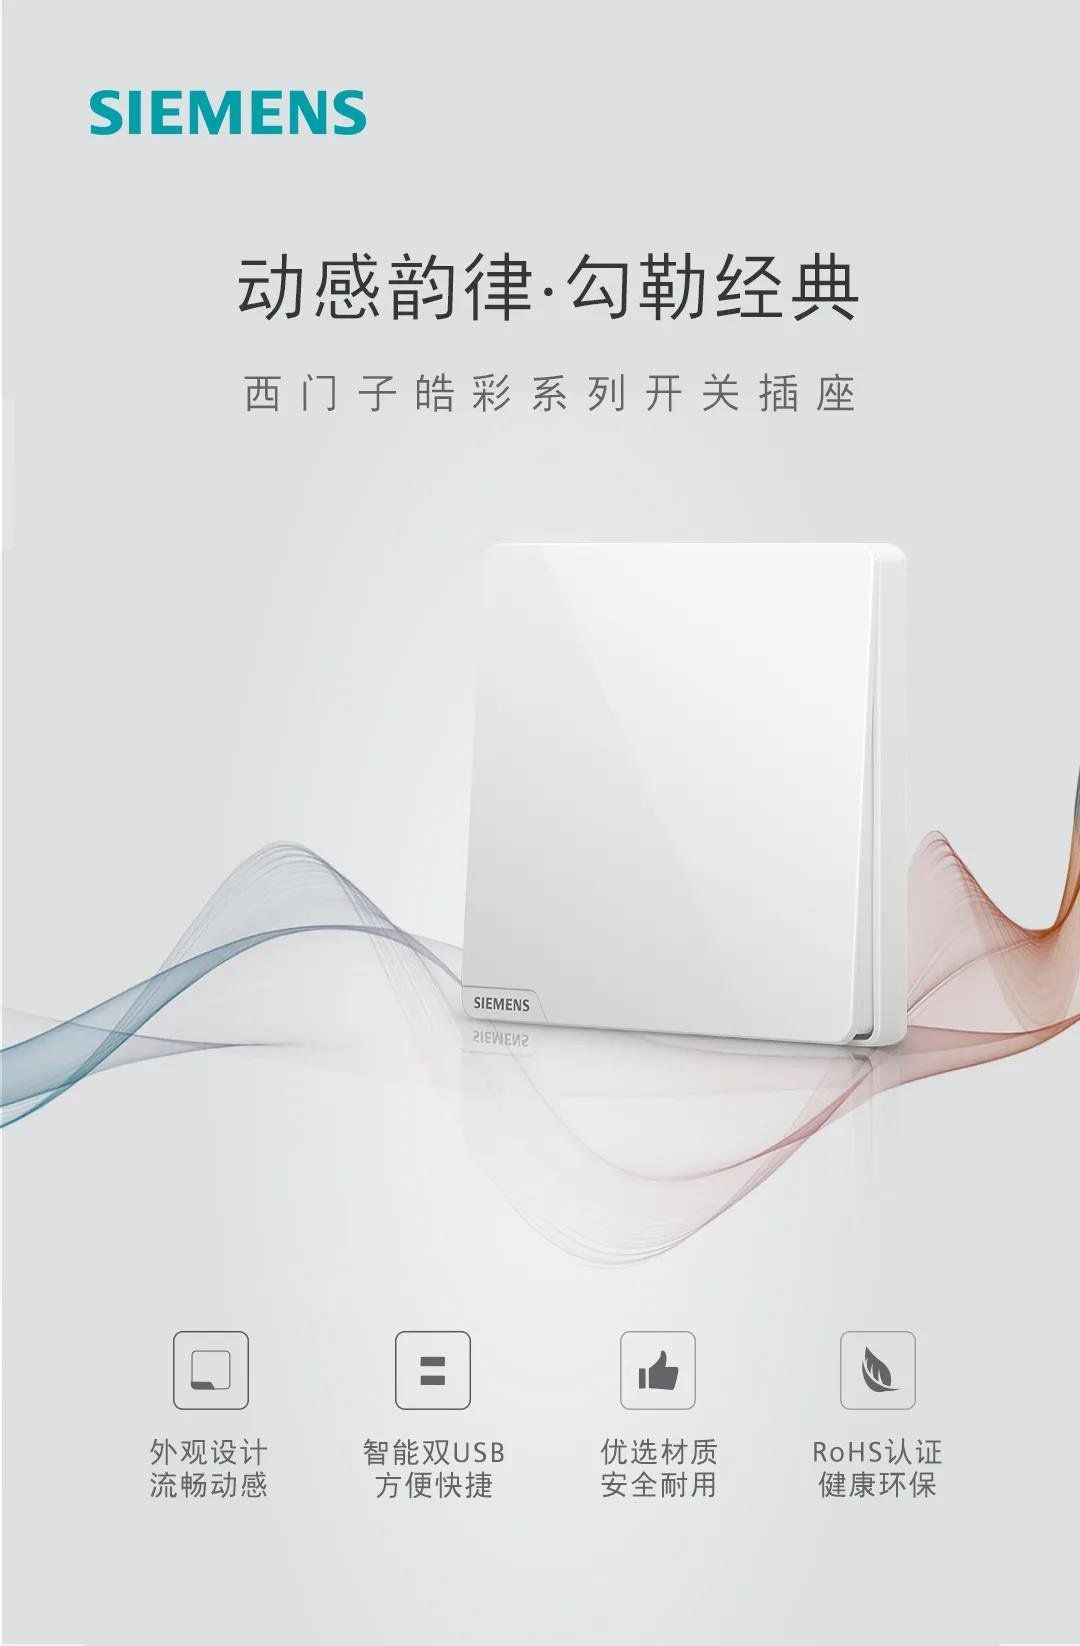 SIEMENS
动感韵律·勾勒经典
西门子皓彩系列开关插座
SIEMENS
SIEMENS
外观设计
流畅动感
智能双USB
方便快捷
优选材质
安全耐用
RoHS认证
健康环保